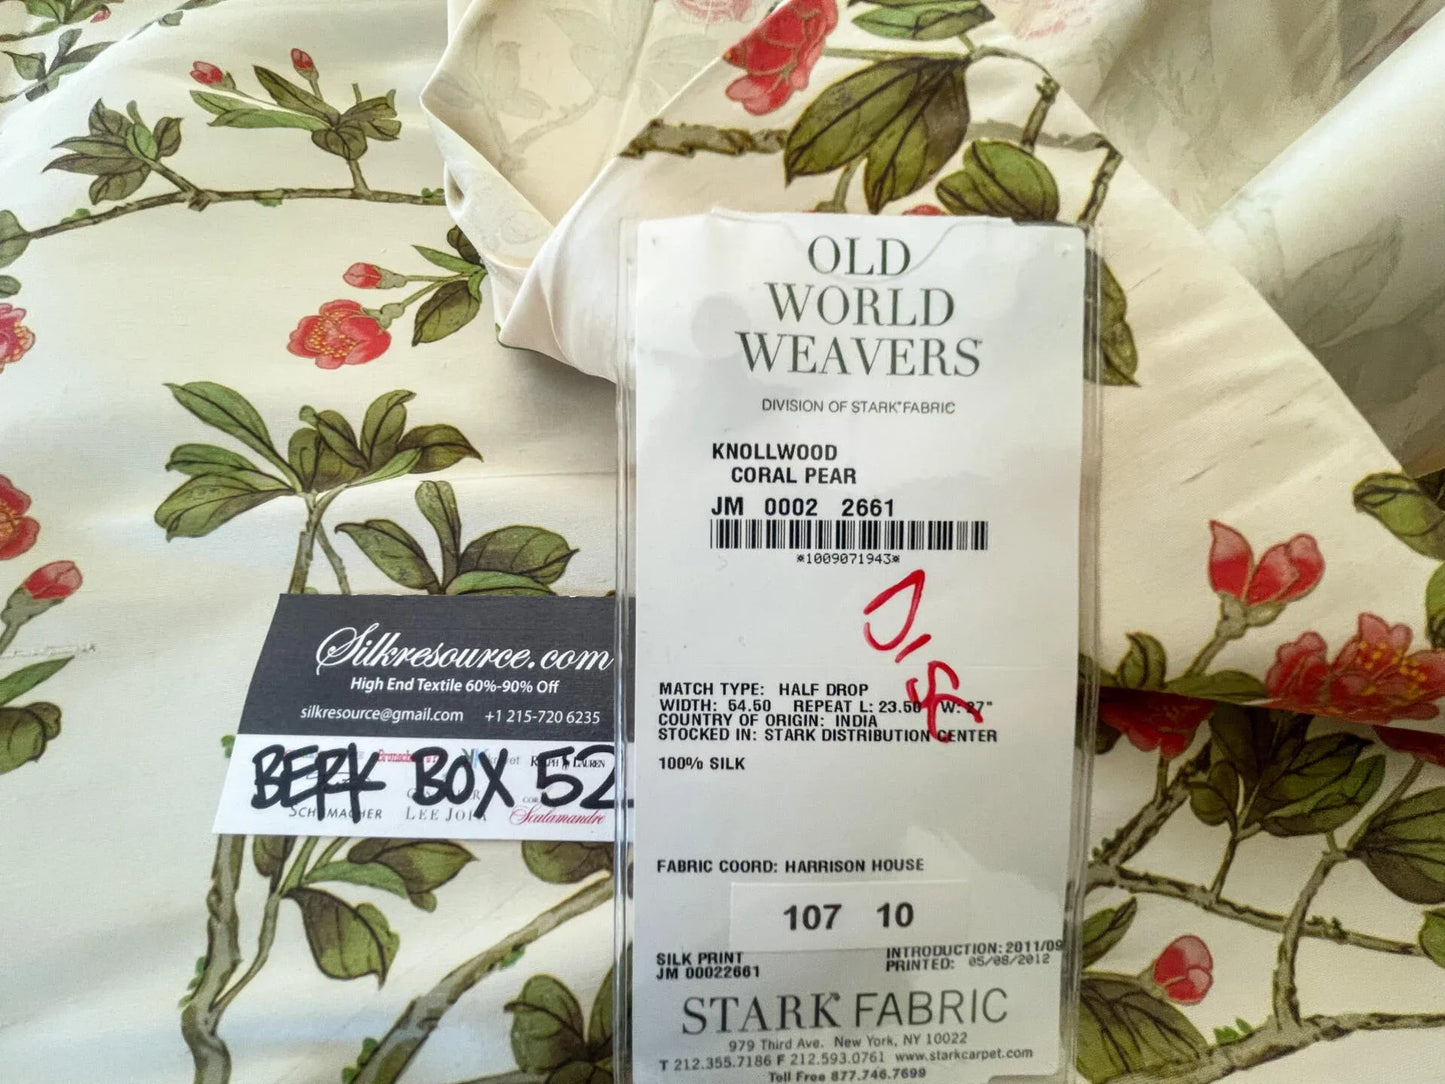 OLD
WORLD
WEAVERS
DIVISION OF STARK FABRIC
KNOLLWOOD
CORAL PEAR
JM 0002 2661
*1009071943*
MATCH TYPE: HALF DROP
WIDTH: 54.50 REPEAT L: 23.50 W: 27"
COUNTRY OF ORIGIN: INDIA
STOCKED IN: STARK DISTRIBUTION CENTER
100% SILK
FABRIC COORD: HARRISON HOUSE
107 10
SILK PRINT
JM 00022661
INTRODUCTION: 2011/09
PRINTED: 05/08/2012
STARK FABRIC
979 Third Ave. New York, NY 10022
T 212.355.7186 F 212.593.0761 www.starkcarpet.com
Toll Free 877.746.7699
Silkresource.com
High End Textile 60%-90% Off
silkresource@gmail.com +1 215-720 6235
BERK BOX 52
RALPH LAUREN
SCHUMACHER LEE JOFA Scalamandre